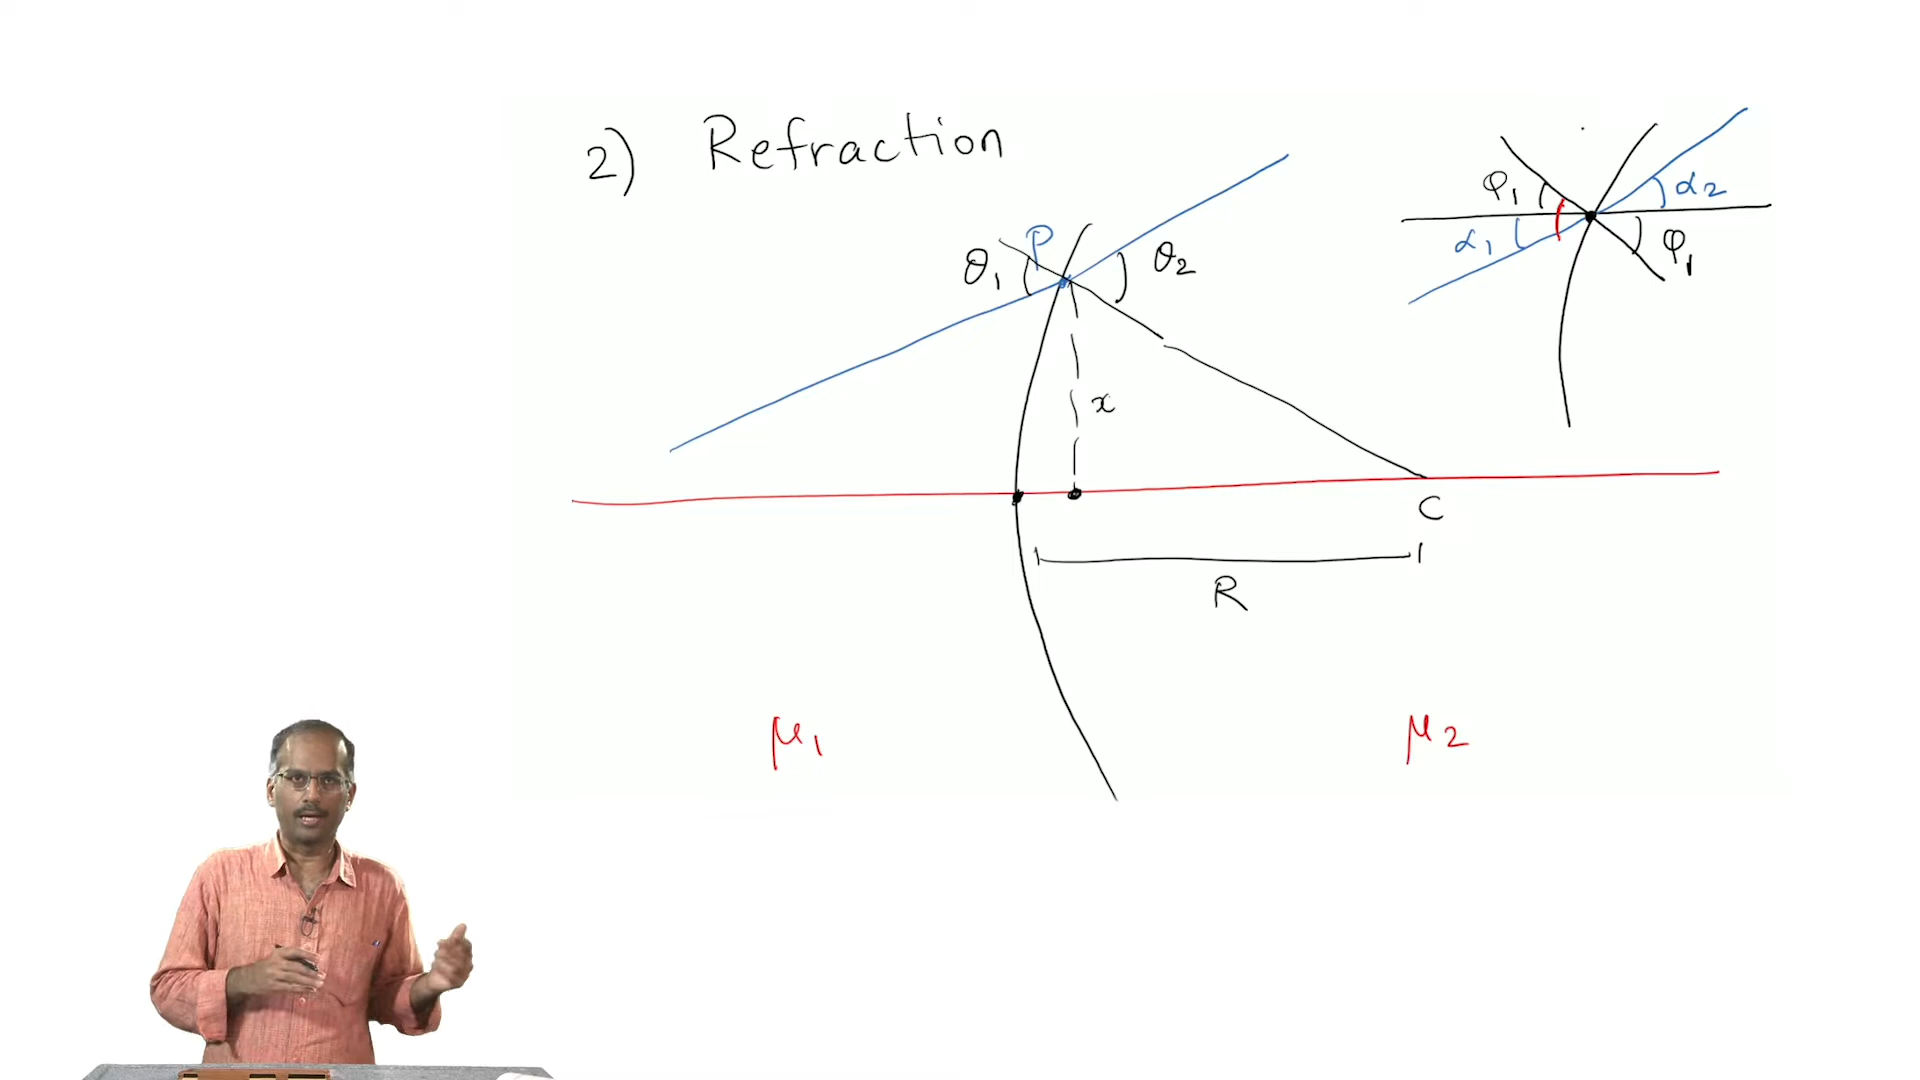 2) Refraction
φ₁
α₂
P
θ₁
θ₂
α₁
φ₁
x
C
R
μ₁
μ₂